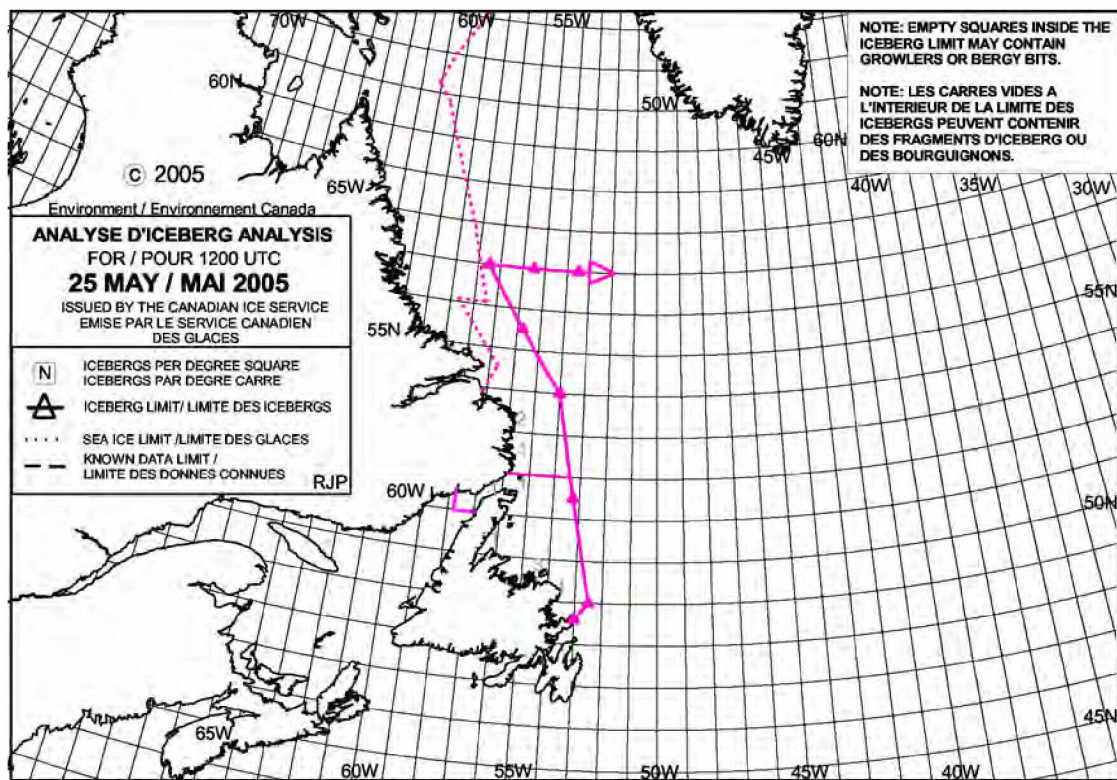 70W
60W
55W
60N
50W
60N
45W
40W
35W
30W
NOTE: EMPTY SQUARES INSIDE THE
ICEBERG LIMIT MAY CONTAIN
GROWLERS OR BERGY BITS.
NOTE: LES CARRES VIDES A
L'INTERIEUR DE LA LIMITE DES
ICEBERGS PEUVENT CONTENIR
DES FRAGMENTS D'ICEBERG OU
DES BOURGUIGNONS.
© 2005
65W
Environment / Environnement Canada
ANALYSE D'ICEBERG ANALYSIS
FOR / POUR 1200 UTC
25 MAY / MAI 2005
ISSUED BY THE CANADIAN ICE SERVICE
EMISE PAR LE SERVICE CANADIEN
DES GLACES
55N
55N
N
ICEBERGS PER DEGREE SQUARE
ICEBERGS PAR DEGRE CARRE
ICEBERG LIMIT/ LIMITE DES ICEBERGS
SEA ICE LIMIT /LIMITE DES GLACES
KNOWN DATA LIMIT /
LIMITE DES DONNES CONNUES
RJP
2
60W
50N
45N
65W
60W
55W
50W
45W
40W